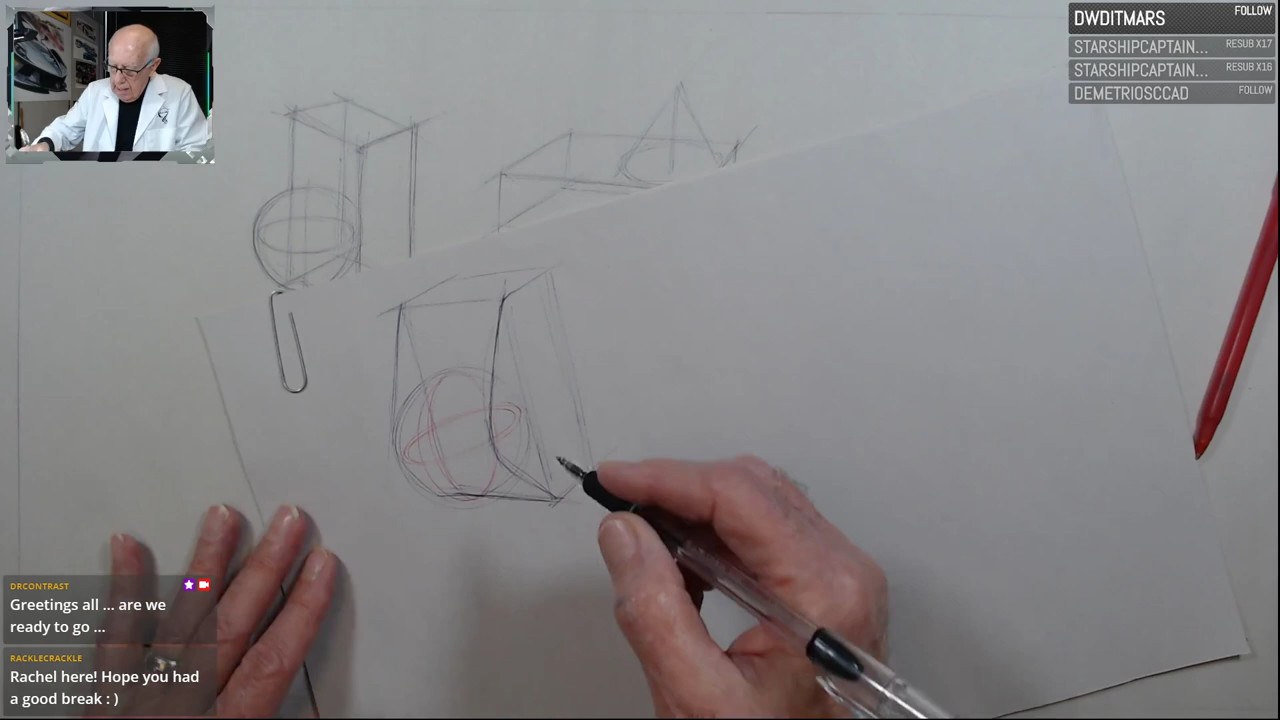 DWDITMARS FOLLOW
STARSHIPCAPTAIN... RESUB X17
STARSHIPCAPTAIN... RESUB X16
DEMETRIOSCCAD FOLLOW
DRCONTRAST
Greetings all ... are we
ready to go ...
RACKLECRACKLE
Rachel here! Hope you had
a good break : )